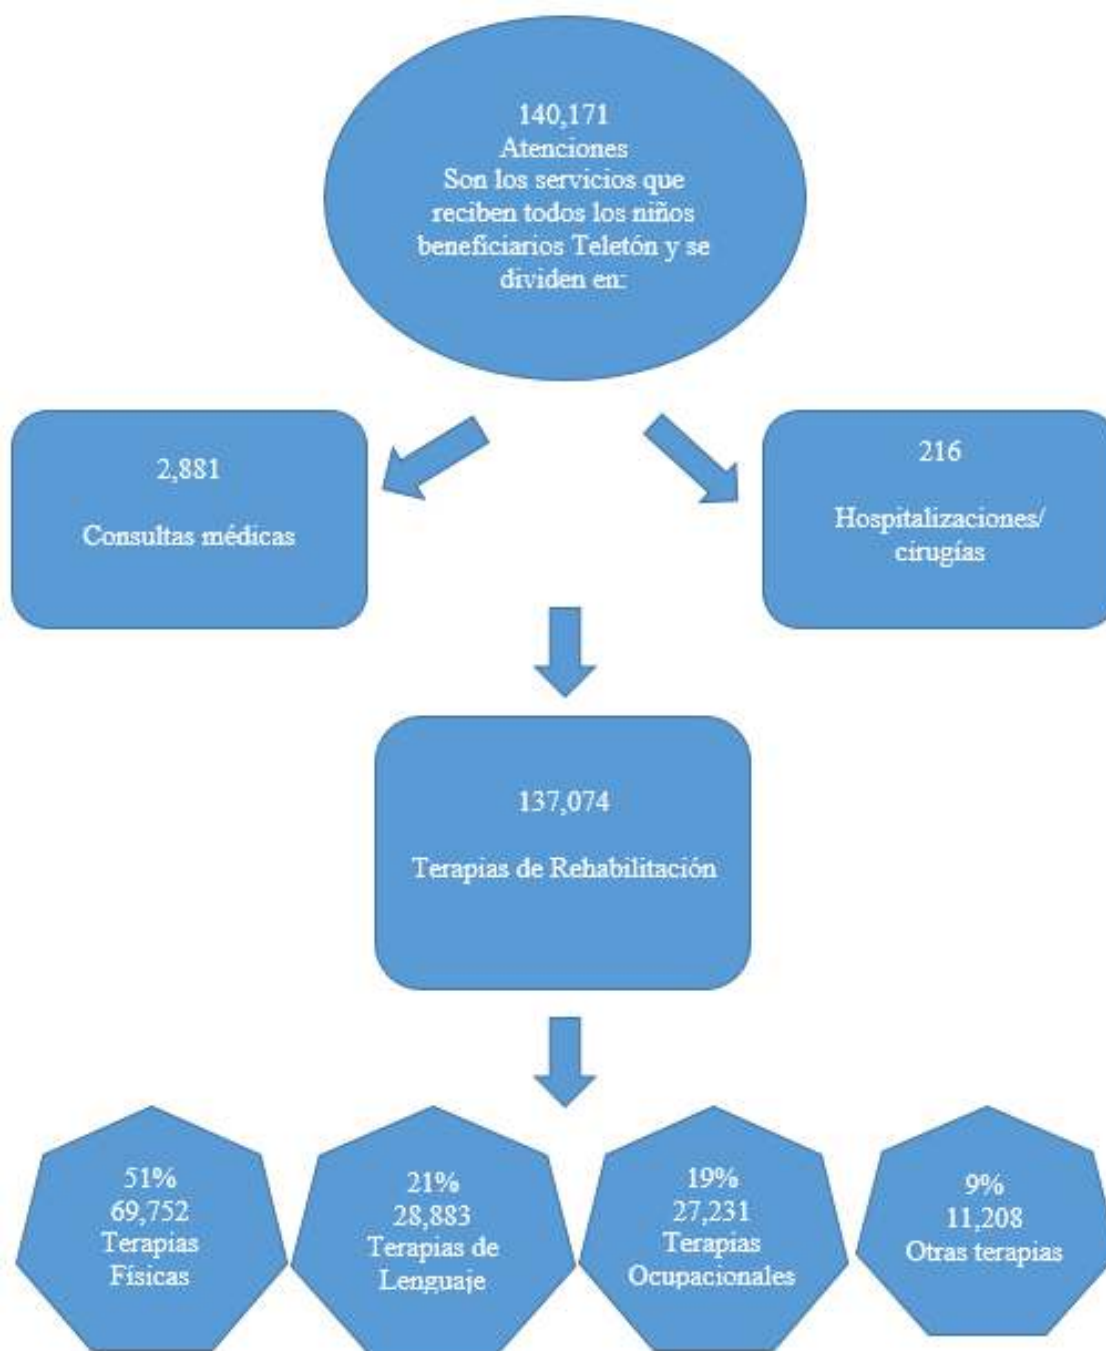 140,171
Atenciones
Son los servicios que
reciben todos los niños
beneficiarios Teletón y se
dividen en:
2,881
Consultas médicas
216
Hospitalizaciones/
cirugías
137,074
Terapias de Rehabilitación
51%
69,752
Terapias
Físicas
21%
28,883
Terapias de
Lenguaje
19%
27,231
Terapias
Ocupacionales
9%
11,208
Otras terapias